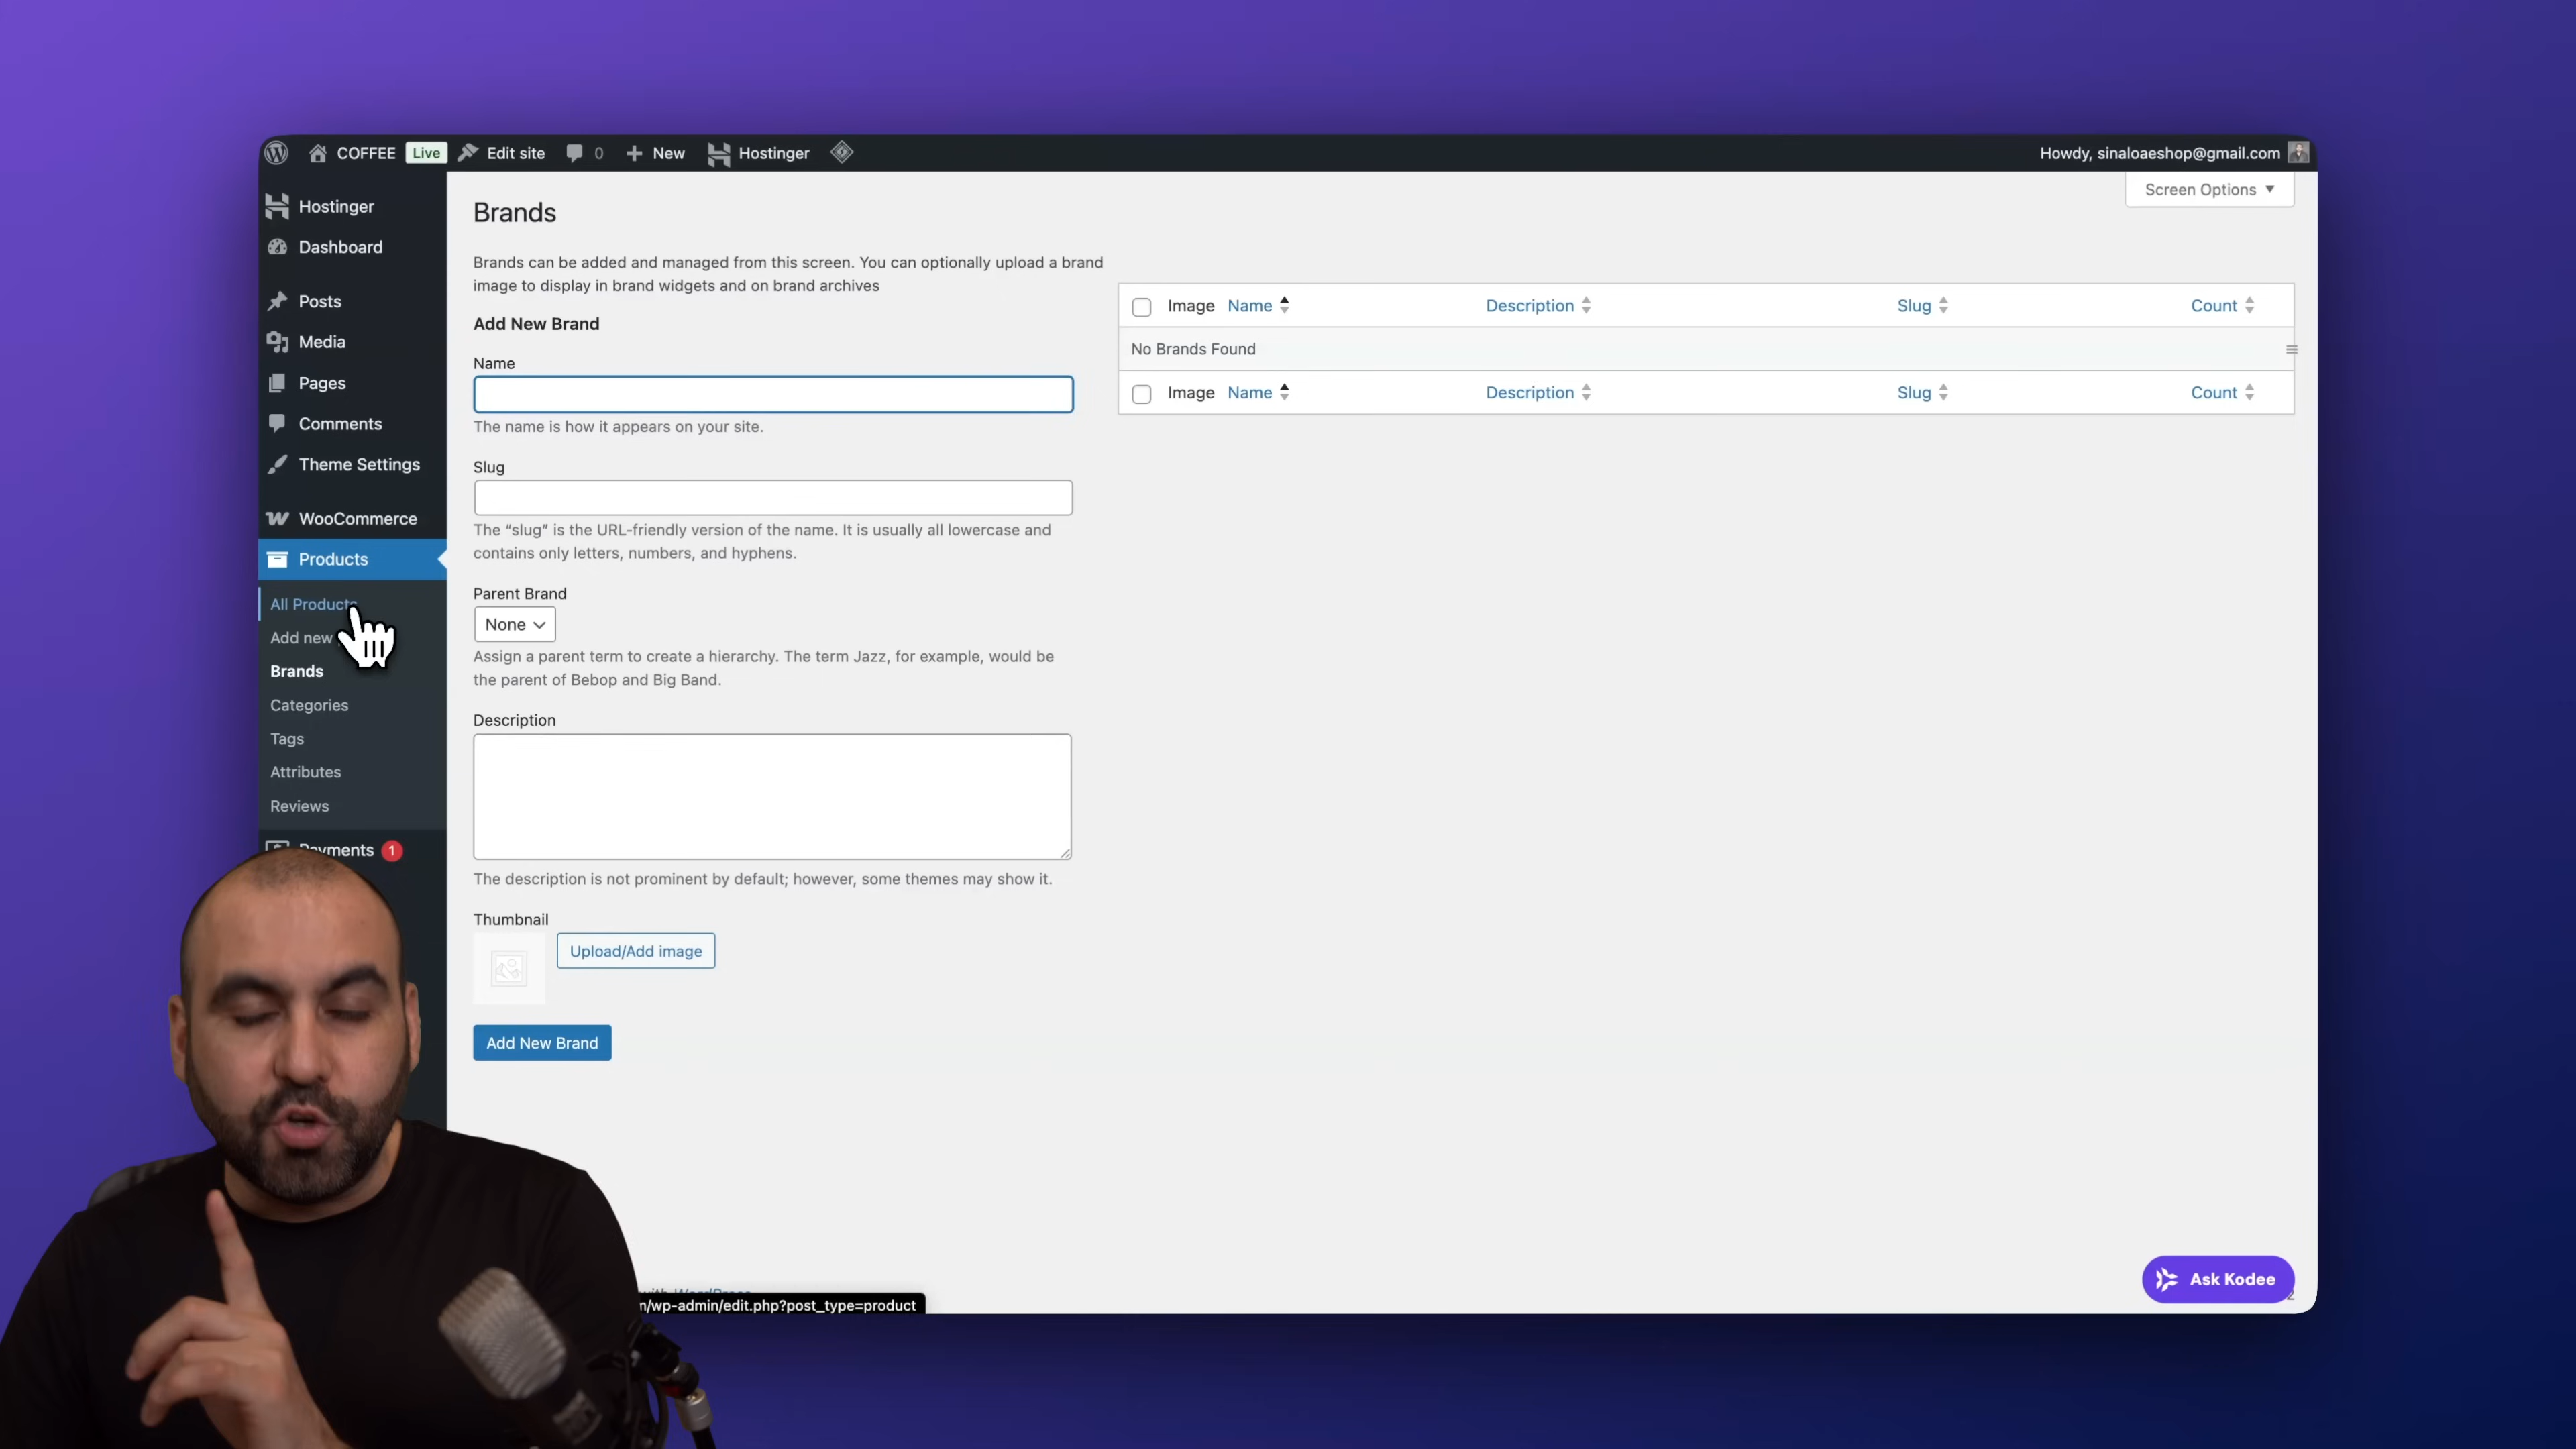 COFFEE Live Edit site 0 New Hostinger Howdy, sinaloaeshop@gmail.com
Screen Options
Hostinger
Dashboard
Posts
Media
Pages
Comments
Theme Settings
WooCommerce
Products
All Products
Add new
Brands
Categories
Tags
Attributes
Reviews
Payments 1
Brands
Brands can be added and managed from this screen. You can optionally upload a brand
image to display in brand widgets and on brand archives
Add New Brand
Name
The name is how it appears on your site.
Slug
The “slug” is the URL-friendly version of the name. It is usually all lowercase and
contains only letters, numbers, and hyphens.
Parent Brand
None
Assign a parent term to create a hierarchy. The term Jazz, for example, would be
the parent of Bebop and Big Band.
Description
The description is not prominent by default; however, some themes may show it.
Thumbnail
Upload/Add image
Add New Brand
Image Name Description Slug Count
No Brands Found
Image Name Description Slug Count
with WordPress
/wp-admin/edit.php?post_type=product
Ask Kodee